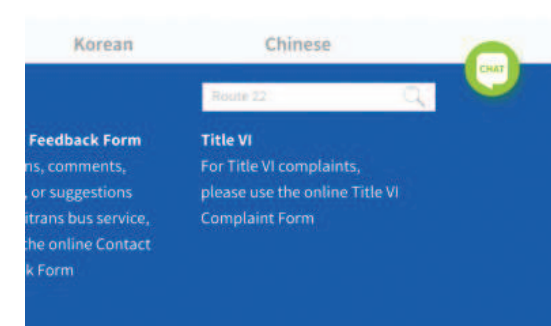 Korean Chinese
CHAT
Route 22
Feedback Form
ns, comments,
, or suggestions
itrans bus service,
he online Contact
k Form
Title VI
For Title VI complaints,
please use the online Title VI
Complaint Form